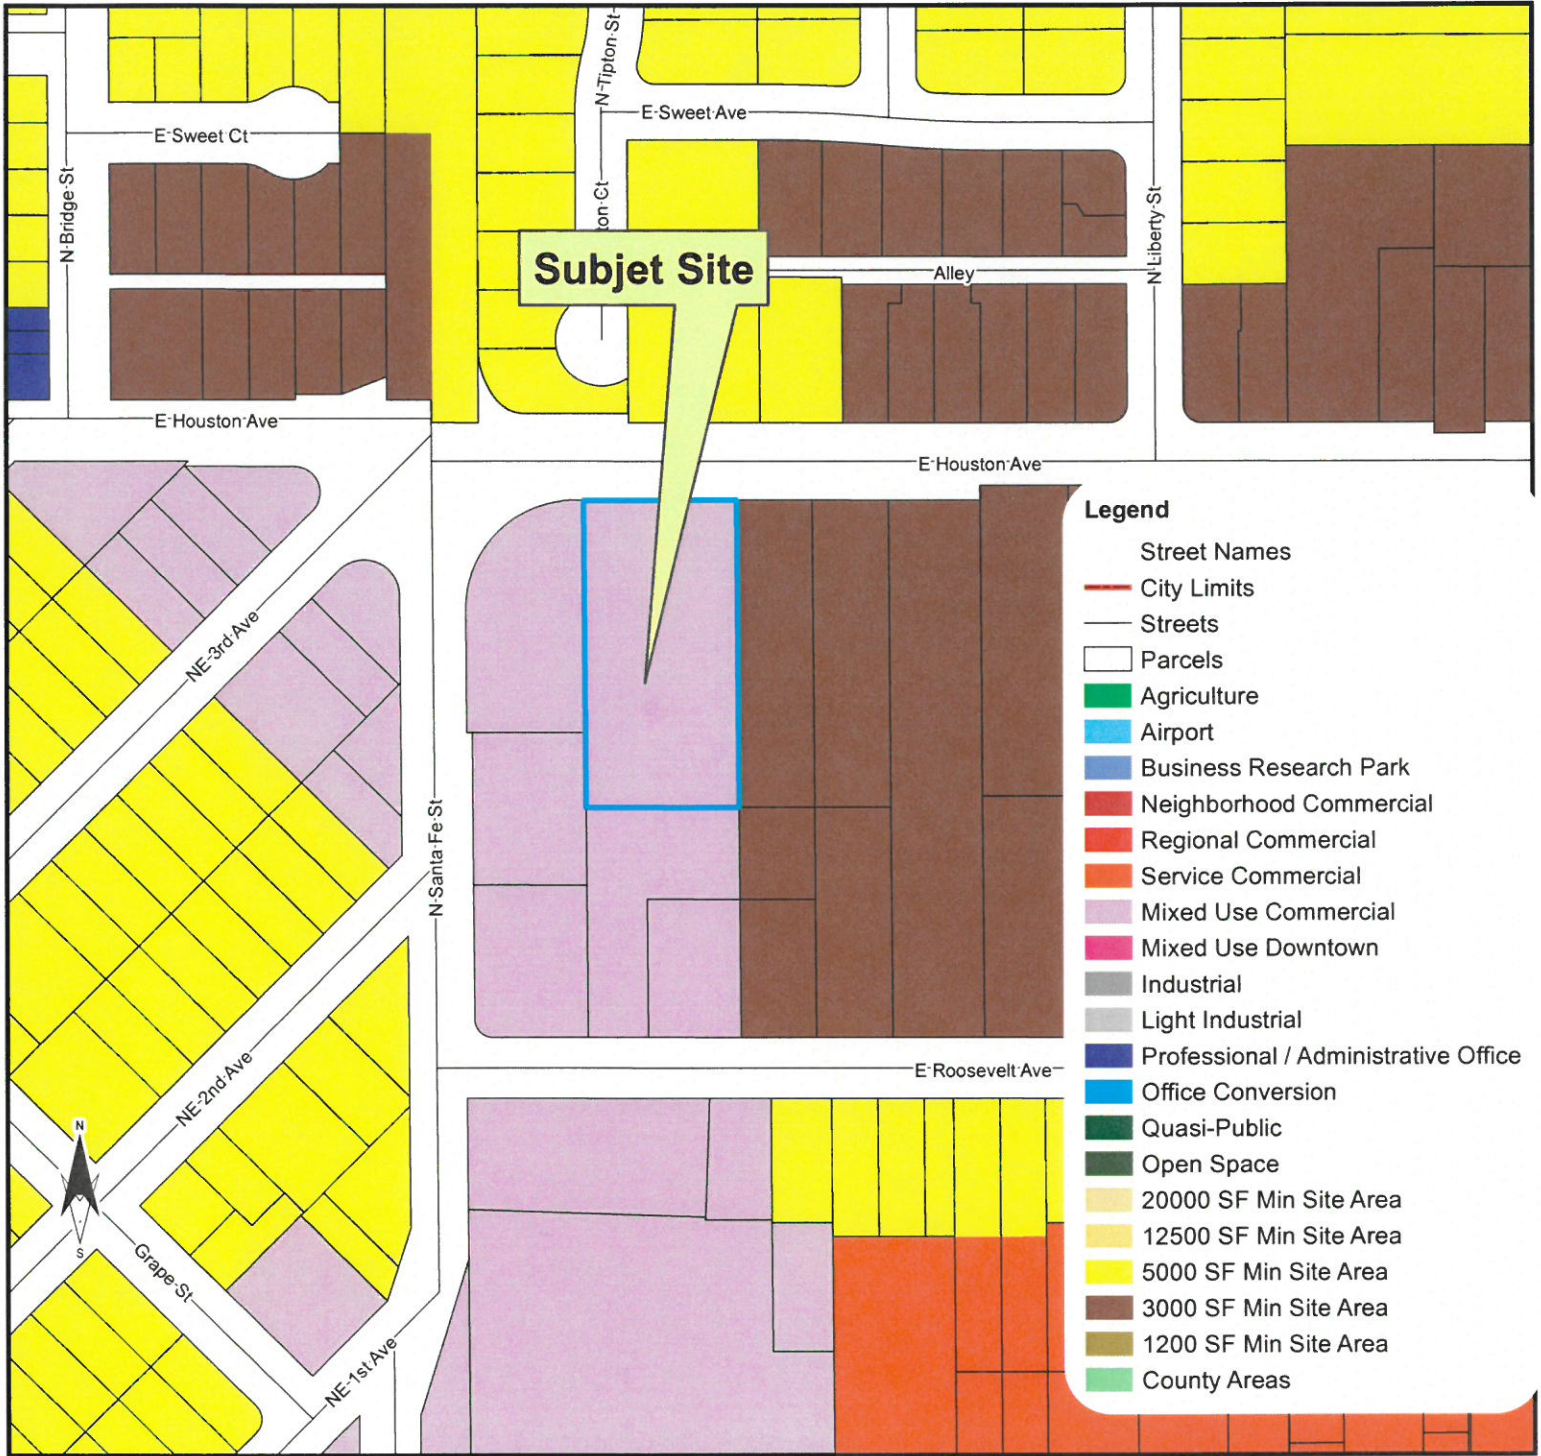 N-Tipton-St
E-Sweet-Ave
E-Sweet Ct
N-Bridge-St
ton-Ct
N-Liberty-St
Subjet Site
Alley
E-Houston-Ave
E-Houston-Ave
NE-3rd-Ave
N-Santa-Fe-St
E-Roosevelt-Ave
NE-2nd-Ave
N
S
Grape-St
NE-1st-Ave
Legend
Street Names
City Limits
Streets
Parcels
Agriculture
Airport
Business Research Park
Neighborhood Commercial
Regional Commercial
Service Commercial
Mixed Use Commercial
Mixed Use Downtown
Industrial
Light Industrial
Professional / Administrative Office
Office Conversion
Quasi-Public
Open Space
20000 SF Min Site Area
12500 SF Min Site Area
5000 SF Min Site Area
3000 SF Min Site Area
1200 SF Min Site Area
County Areas